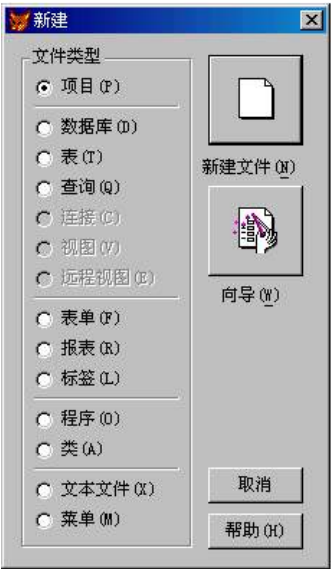 新建
文件类型
项目(P)
数据库(D)
表(T)
查询(Q)
连接(C)
视图(V)
远程视图(E)
表单(F)
报表(R)
标签(L)
程序(O)
类(A)
文本文件(X)
菜单(M)
新建文件(N)
向导(W)
取消
帮助(H)